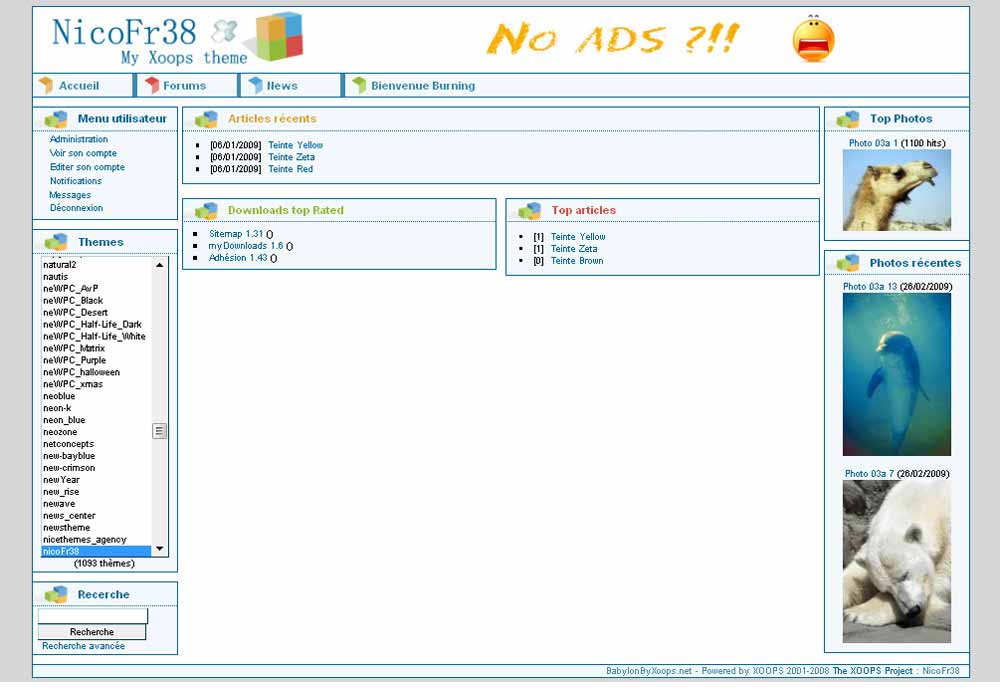 NicoFr38
My Xoops theme
No ADS ?!!
Accueil
Forums
News
Bienvenue Burning
Menu utilisateur
Administration
Voir son compte
Editer son compte
Notifications
Messages
Déconnexion
Themes
natural2
nautis
neWPC_AvP
neWPC_Black
neWPC_Desert
neWPC_Half-Life_Dark
neWPC_Half-Life_White
neWPC_Matrix
neWPC_Purple
neWPC_halloween
neWPC_xmas
neoblue
neon-k
neon_blue
neozone
netconcepts
new-bayblue
new-crimson
newYear
new_rise
newave
news_center
newstheme
nicethemes_agency
nicoFr38
(1093 thèmes)
Recerche
Recherche
Recherche avancée
Articles récents
[06/01/2009] Teinte Yellow
[06/01/2009] Teinte Zeta
[06/01/2009] Teinte Red
Downloads top Rated
Sitemap 1.31 ()
myDownloads 1.6 ()
Adhésion 1.43 ()
Top articles
[1] Teinte Yellow
[1] Teinte Zeta
[0] Teinte Brown
Top Photos
Photo 03a 1 (1100 hits)
Photos récentes
Photo 03a 13 (26/02/2009)
Photo 03a 7 (26/02/2009)
BabylonByXoops.net - Powered by XOOPS 2001-2008 The XOOPS Project : NicoFr38